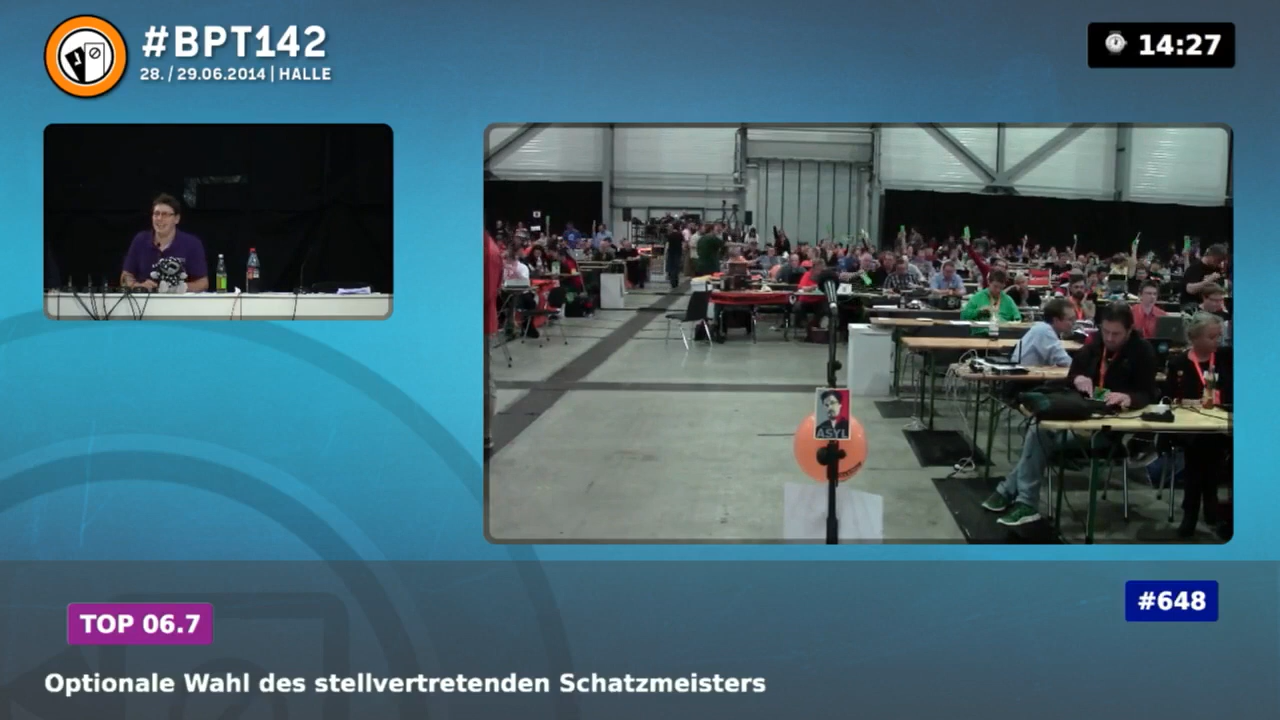 #BPT142
28. / 29.06.2014 | HALLE
14:27
ASYL
#648
TOP 06.7
Optionale Wahl des stellvertretenden Schatzmeisters